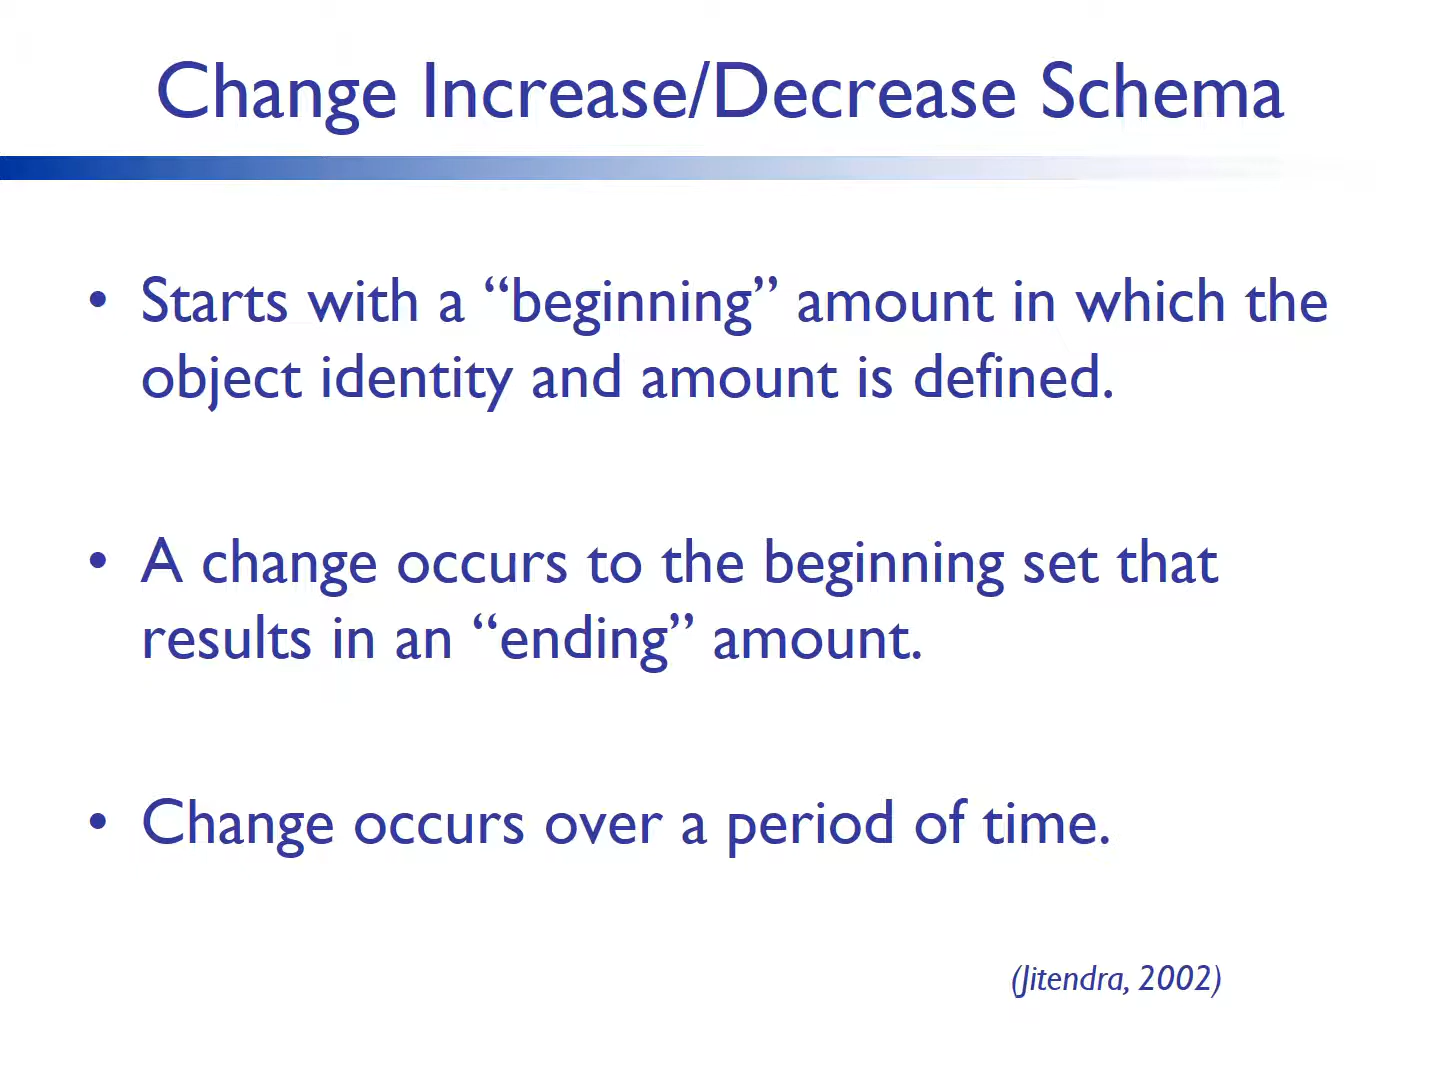 Change Increase/Decrease Schema
• Starts with a “beginning” amount in which the
object identity and amount is defined.
• A change occurs to the beginning set that
results in an “ending” amount.
• Change occurs over a period of time.
(Jitendra, 2002)